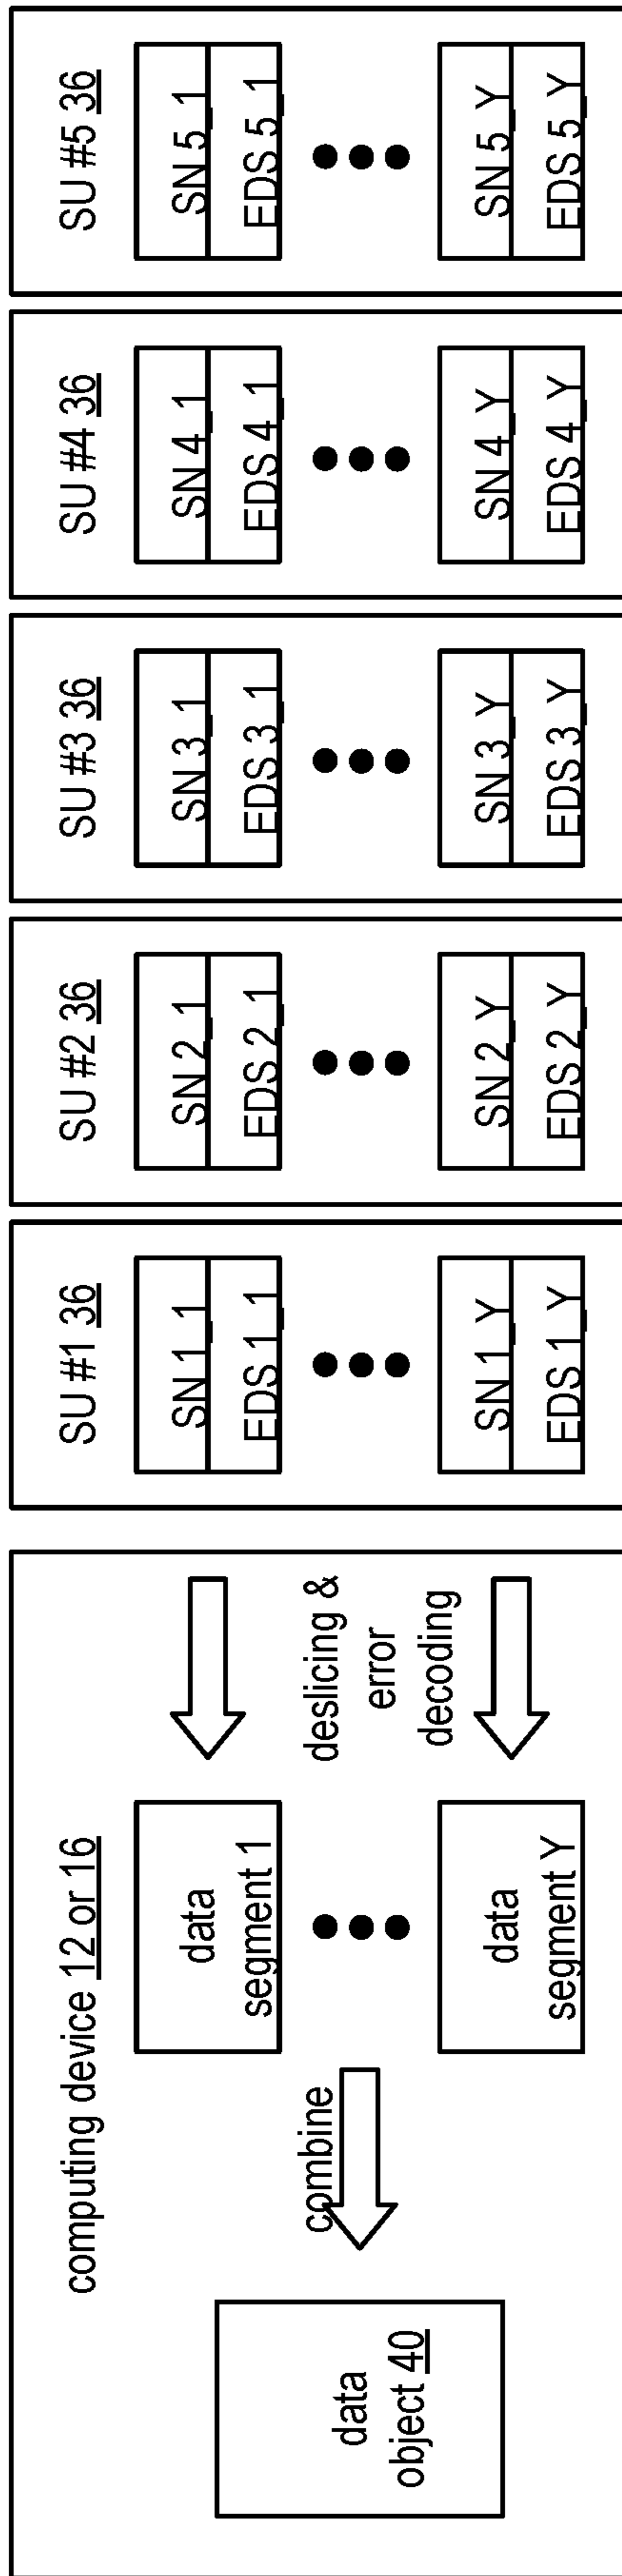 computing device 12 or 16
data
object 40
combine
data
segment 1
data
segment Y
deslicing &
error
decoding
SU #1 36
SN 1_1
EDS 1_1
SN 1_Y
EDS 1_Y
SU #2 36
SN 2_1
EDS 2_1
SN 2_Y
EDS 2_Y
SU #3 36
SN 3_1
EDS 3_1
SN 3_Y
EDS 3_Y
SU #4 36
SN 4_1
EDS 4_1
SN 4_Y
EDS 4_Y
SU #5 36
SN 5_1
EDS 5_1
SN 5_Y
EDS 5_Y